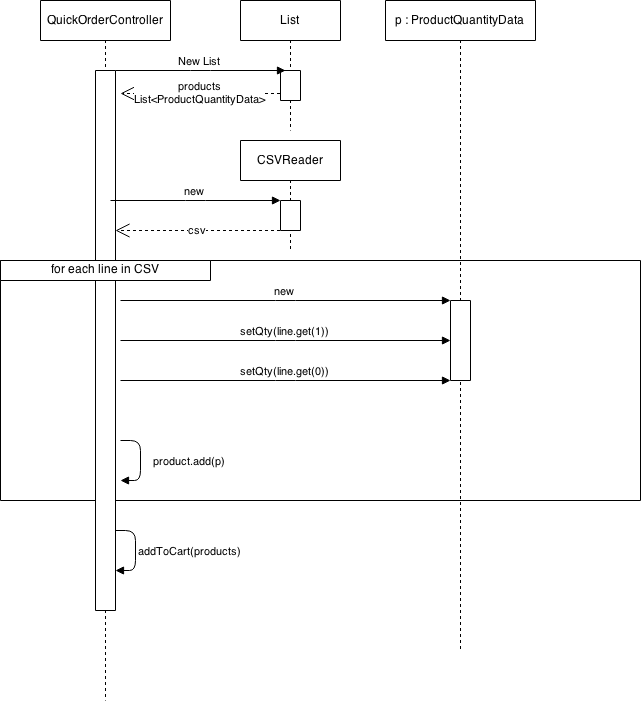 QuickOrderController
List
p : ProductQuantityData
New List
products
List<ProductQuantityData>
CSVReader
new
csv
for each line in CSV
new
setQty(line.get(1))
setQty(line.get(0))
product.add(p)
addToCart(products)